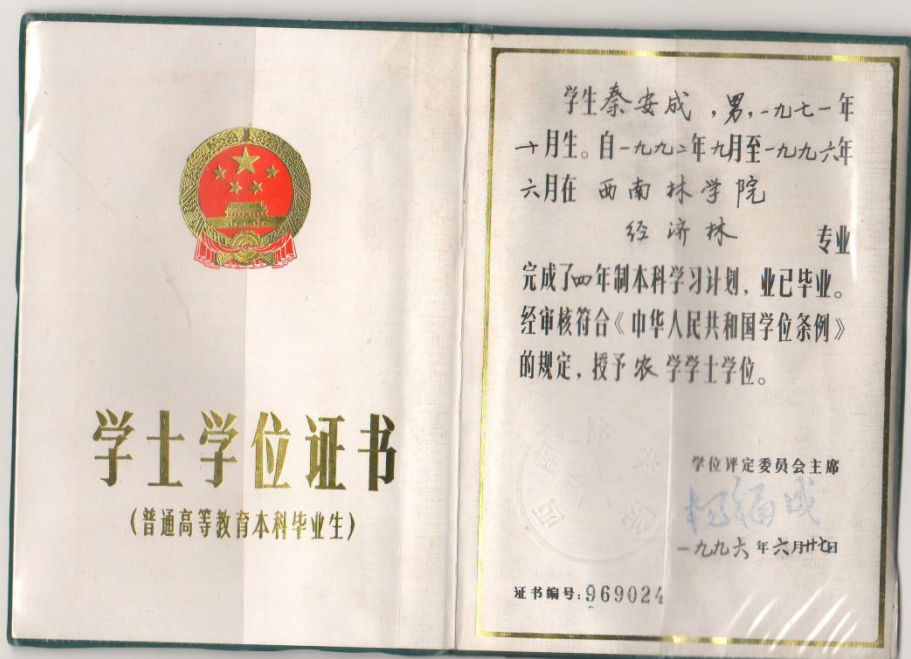 学士学位证书
(普通高等教育本科毕业生)
学生秦安成,男,一九七一年
十月生。自一九九二年九月至一九九六年
六月在 西南林学院
经济林 专业
完成了四年制本科学习计划,业已毕业。
经审核符合《中华人民共和国学位条例》
的规定,授予农学学士学位。
学位评定委员会主席
一九九六年六月廿七日
证书编号:969024